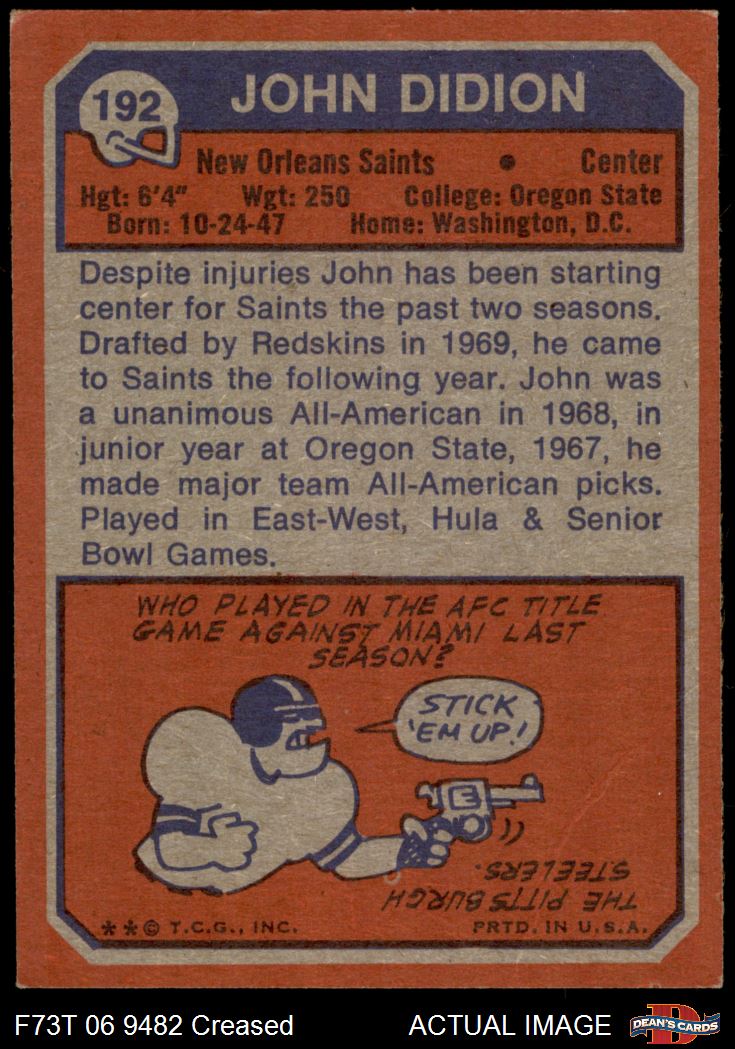 192
JOHN DIDION
New Orleans Saints • Center
Hgt: 6'4" Wgt: 250 College: Oregon State
Born: 10-24-47 Home: Washington, D.C.
Despite injuries John has been starting
center for Saints the past two seasons.
Drafted by Redskins in 1969, he came
to Saints the following year. John was
a unanimous All-American in 1968, in
junior year at Oregon State, 1967, he
made major team All-American picks.
Played in East-West, Hula & Senior
Bowl Games.
WHO PLAYED IN THE AFC TITLE
GAME AGAINST MIAMI LAST
SEASON?
STICK
'EM UP!
E
THE PITTSBURGH
STEELERS.
** © T.C.G., INC. PRTD. IN U.S.A.
F73T 06 9482 Creased ACTUAL IMAGE
D
DEAN'S CARDS